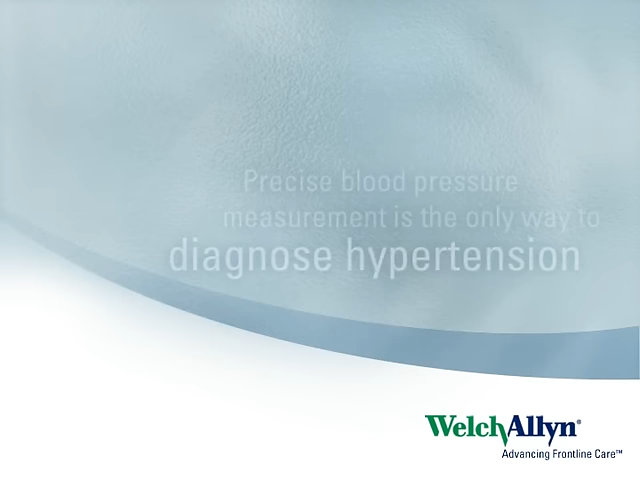 Precise blood pressure
measurement is the only way to
diagnose hypertension
WelchAllyn®
Advancing Frontline Care™